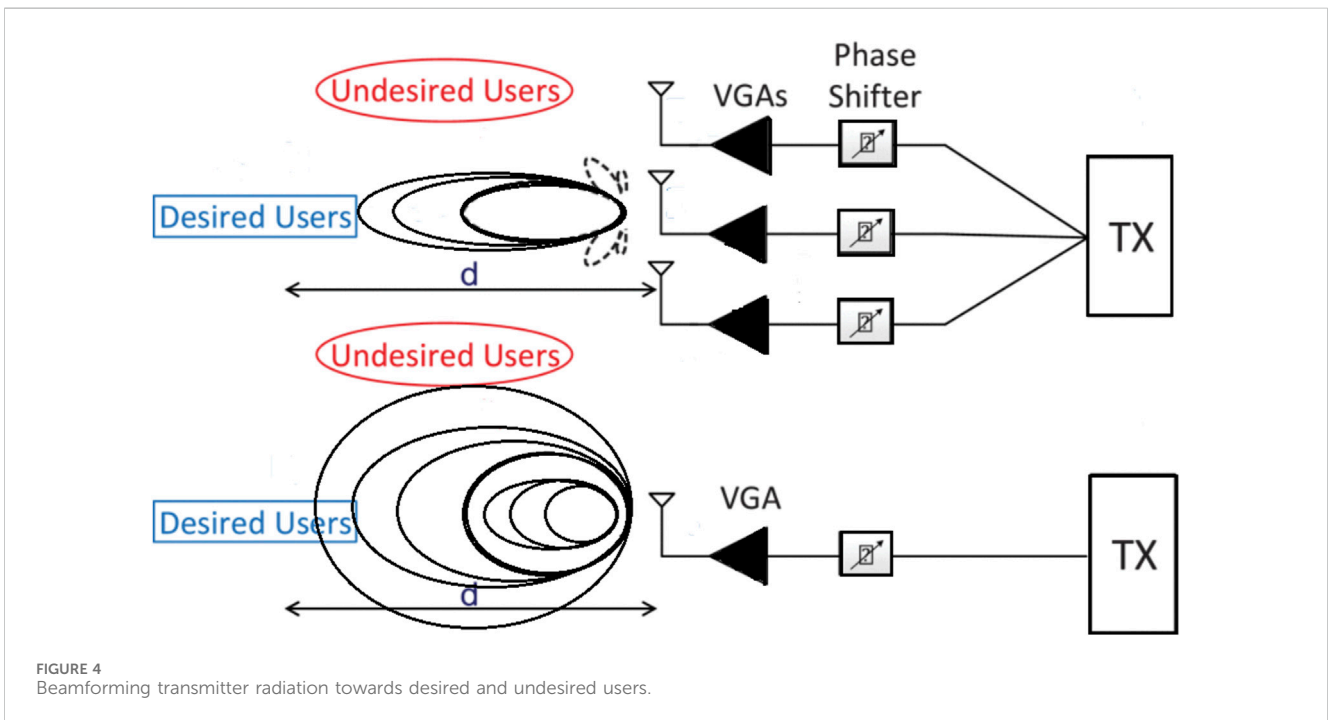 Undesired Users
VGAs
Phase
Shifter
Desired Users
d
TX
?
?
?
Undesired Users
Desired Users
d
VGA
?
TX
FIGURE 4
Beamforming transmitter radiation towards desired and undesired users.